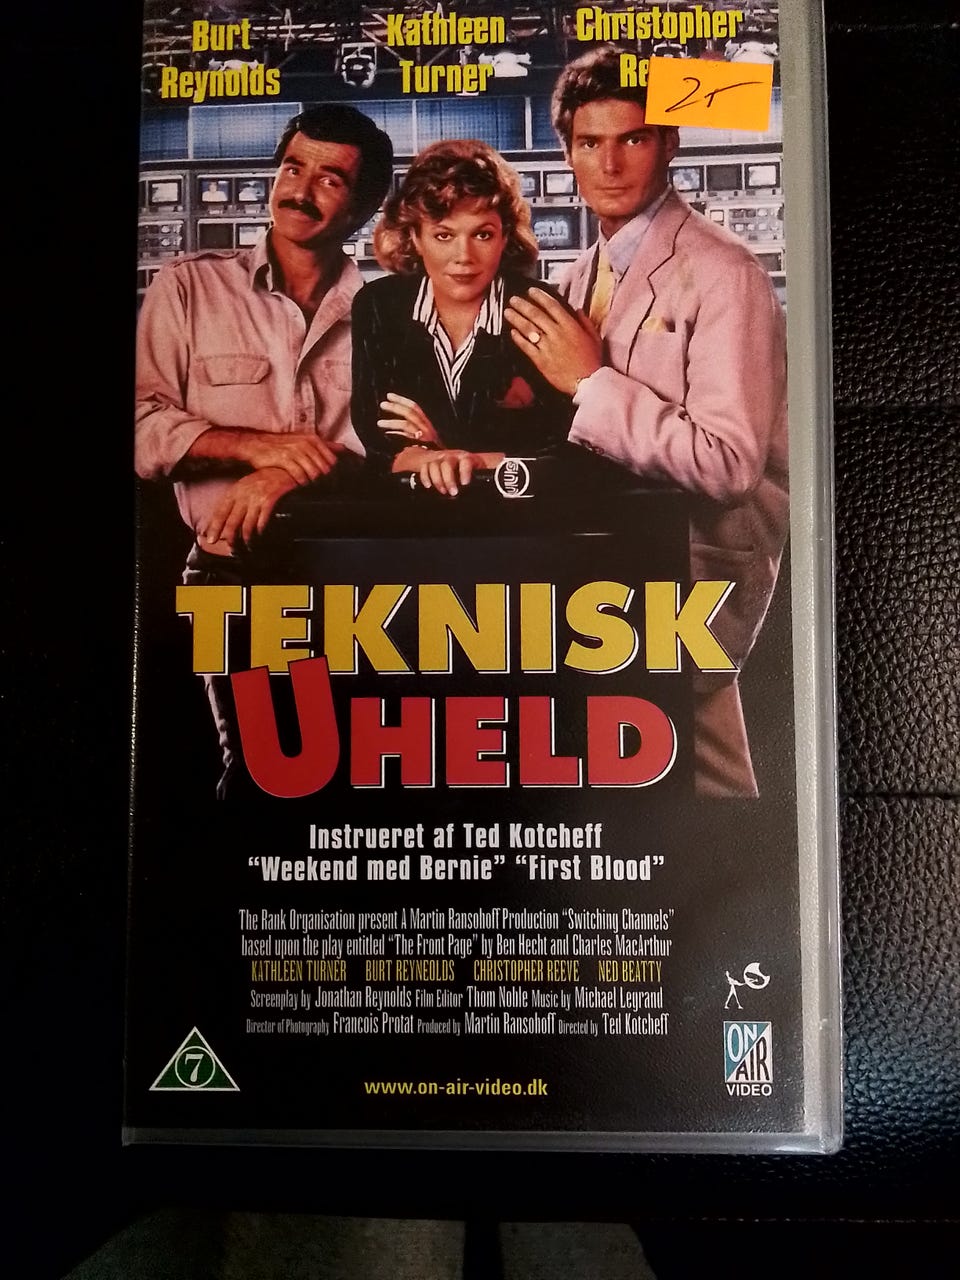 Burt Kathleen Christopher
Reynolds Turner
2,-
TEKNISK
UHELD
Instrueret af Ted Kotcheff
“Weekend med Bernie” “First Blood”
The Rank Organisation present A Martin Ransohoff Production “Switching Channels”
based upon the play entitled “The Front Page” by Ben Hecht and Charles MacArthur
KATHLEEN TURNER BURT REYNEOLDS CHRISTOPHER REEVE NED BEATTY
Screenplay by Jonathan Reynolds Film Editor Thom Noble Music by Michael Legrand
Director of Photography Francois Protat Produced by Martin Ransohoff Directed by Ted Kotcheff
7
www.on-air-video.dk
ON
AIR
VIDEO